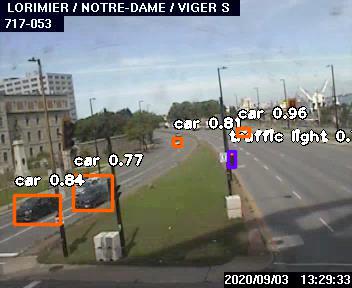 LORIMIER / NOTRE-DAME / VIGER S
717-053
car 0.96
car 0.81
traffic light 0.
car 0.77
car 0.84
2020/09/03 13:29:33